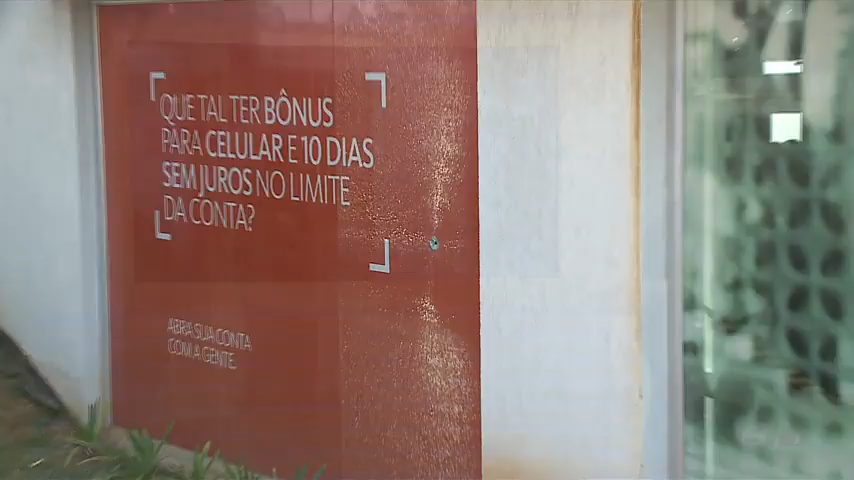 QUE TAL TER BÔNUS
PARA CELULAR E 10 DIAS
SEM JUROS NO LIMITE
DA CONTA?
ABRA SUA CONTA
COM A GENTE.